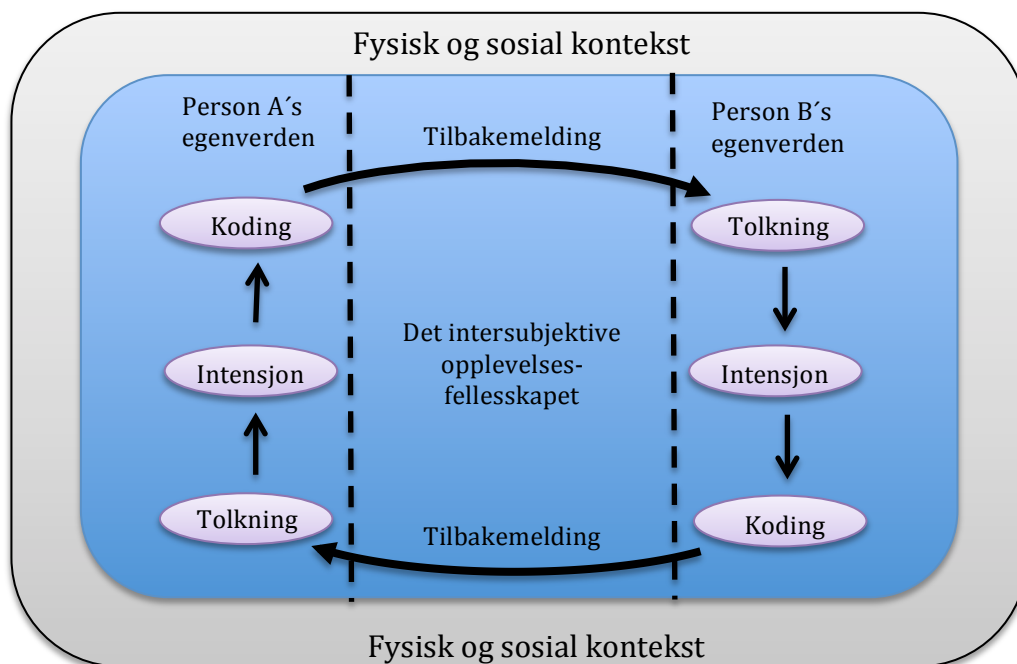 Fysisk og sosial kontekst
Person A´s
egenverden
Tilbakemelding
Person B´s
egenverden
Koding
Tolkning
Intensjon
Det intersubjektive
opplevelses-
fellesskapet
Intensjon
Tolkning
Koding
Tilbakemelding
Fysisk og sosial kontekst